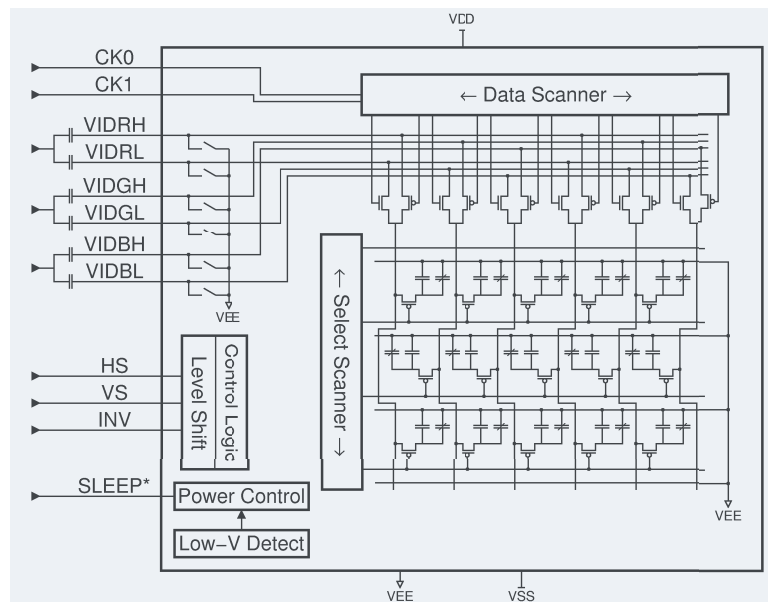 VDD
CK0
CK1
← Data Scanner →
VIDRH
VIDRL
VIDGH
VIDGL
VIDBH
VIDBL
VEE
← Select Scanner →
HS
VS
INV
Level Shift
Control Logic
SLEEP*
Power Control
Low-V Detect
VEE
VEE
VSS